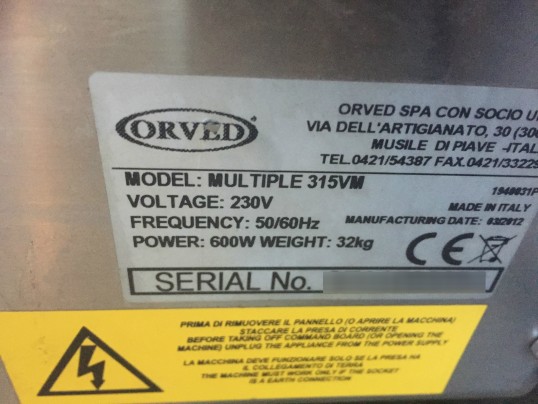 ORVED
ORVED SPA CON SOCIO
VIA DELL'ARTIGIANATO, 30
MUSILE DI PIAVE -ITAL
TEL.0421/54387 FAX.0421/33229
MODEL: MULTIPLE 315VM
VOLTAGE: 230V
FREQUENCY: 50/60Hz
POWER: 600W WEIGHT: 32kg
1940031P
MADE IN ITALY
MANUFACTURING DATE: 03/2012
CE
SERIAL No.
PRIMA DI RIMUOVERE IL PANNELLO (O APRIRE LA MACCHINA)
STACCARE LA PRESA DI CORRENTE
BEFORE TAKING OFF COMMAND BOARD (OR OPENING THE
MACHINE) UNPLUG THE APPLIANCE FROM THE POWER SUPPLY
LA MACCHINA DEVE FUNZIONARE SOLO SE LA PRESA HA
IL COLLEGAMENTO DI TERRA
THE MACHINE MUST WORK ONLY IF THE SOCKET
IS A EARTH CONNECTION